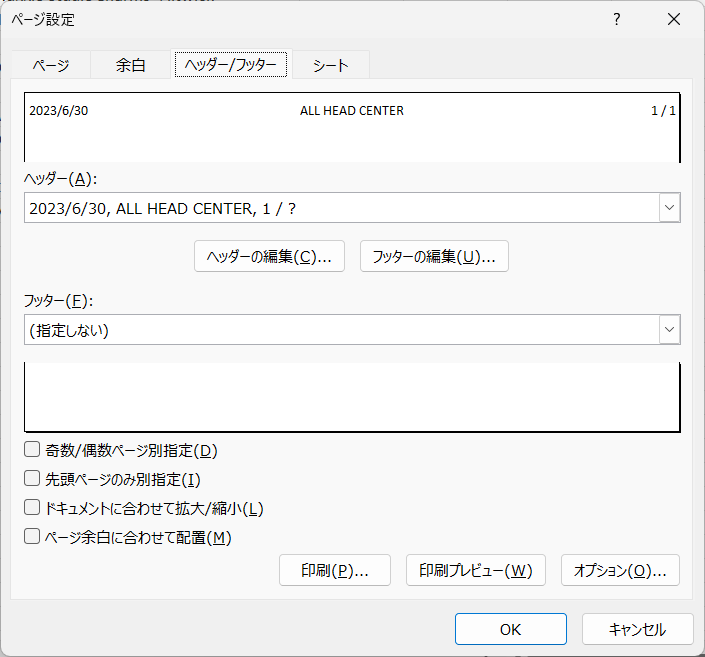 ページ設定
? ×
ページ 余白 ヘッダー/フッター シート
2023/6/30 ALL HEAD CENTER 1 / 1
ヘッダー(A):
2023/6/30, ALL HEAD CENTER, 1 / ?
ヘッダーの編集(C)... フッターの編集(U)...
フッター(F):
(指定しない)
奇数/偶数ページ別指定(D)
先頭ページのみ別指定(I)
ドキュメントに合わせて拡大/縮小(L)
ページ余白に合わせて配置(M)
印刷(P)... 印刷プレビュー(W) オプション(O)...
OK キャンセル